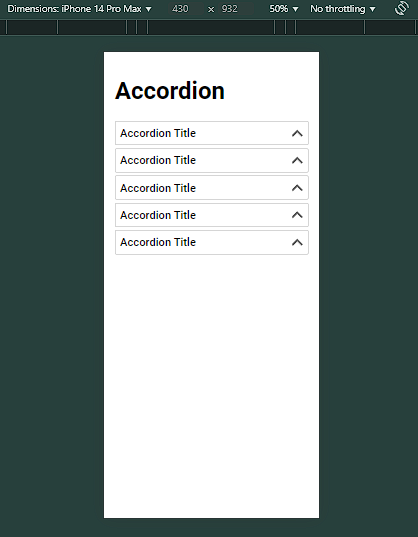 Dimensions: iPhone 14 Pro Max ▼ 430 × 932 50% ▼ No throttling ▼
Accordion
Accordion Title
Accordion Title
Accordion Title
Accordion Title
Accordion Title